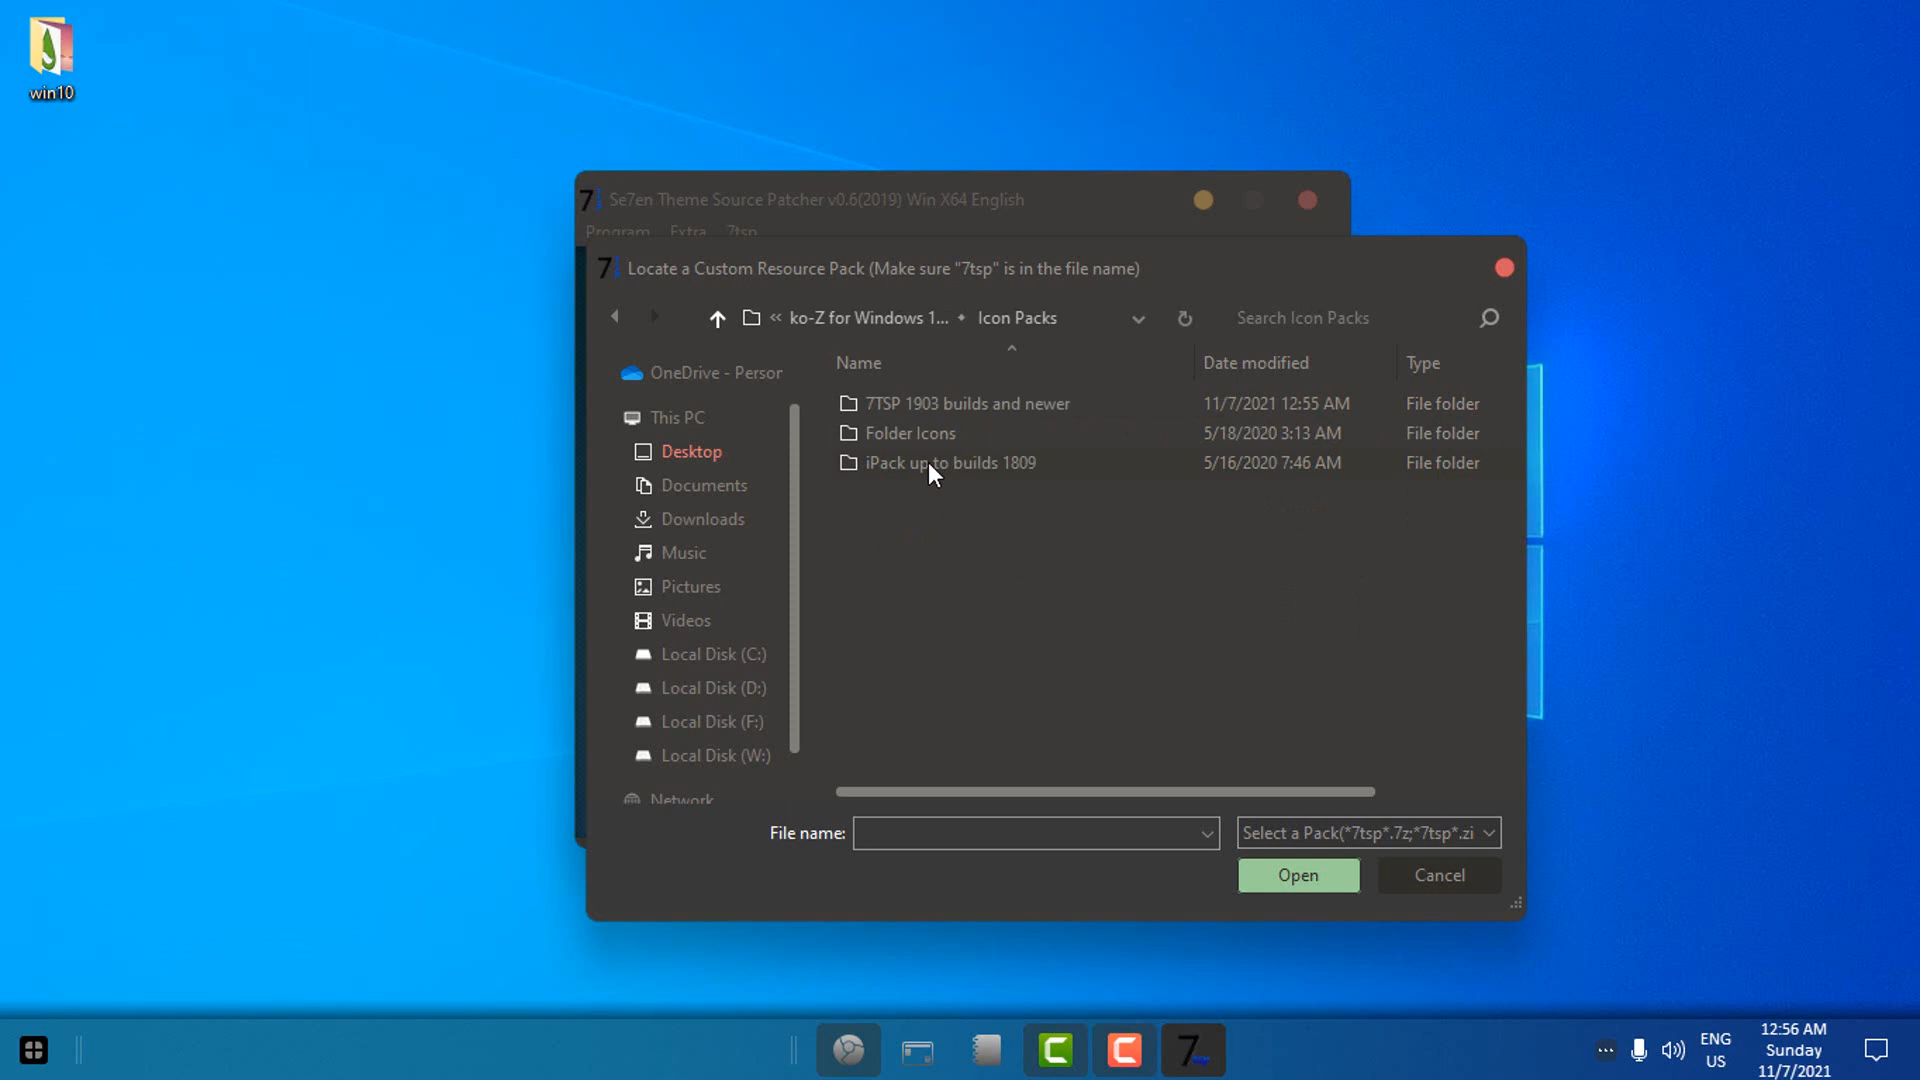 win10
Se7en Theme Source Patcher v0.6(2019) Win X64 English
Program Extra 7tsp
Locate a Custom Resource Pack (Make sure "7tsp" is in the file name)
« ko-Z for Windows 1... Icon Packs
Search Icon Packs
Name Date modified Type
OneDrive - Person
This PC
Desktop
Documents
Downloads
Music
Pictures
Videos
Local Disk (C:)
Local Disk (D:)
Local Disk (F:)
Local Disk (W:)
Network
7TSP 1903 builds and newer 11/7/2021 12:55 AM File folder
Folder Icons 5/18/2020 3:13 AM File folder
iPack up to builds 1809 5/16/2020 7:46 AM File folder
File name: Select a Pack(*7tsp*.7z;*7tsp*.zi
Open Cancel
ENG
US
12:56 AM
Sunday
11/7/2021